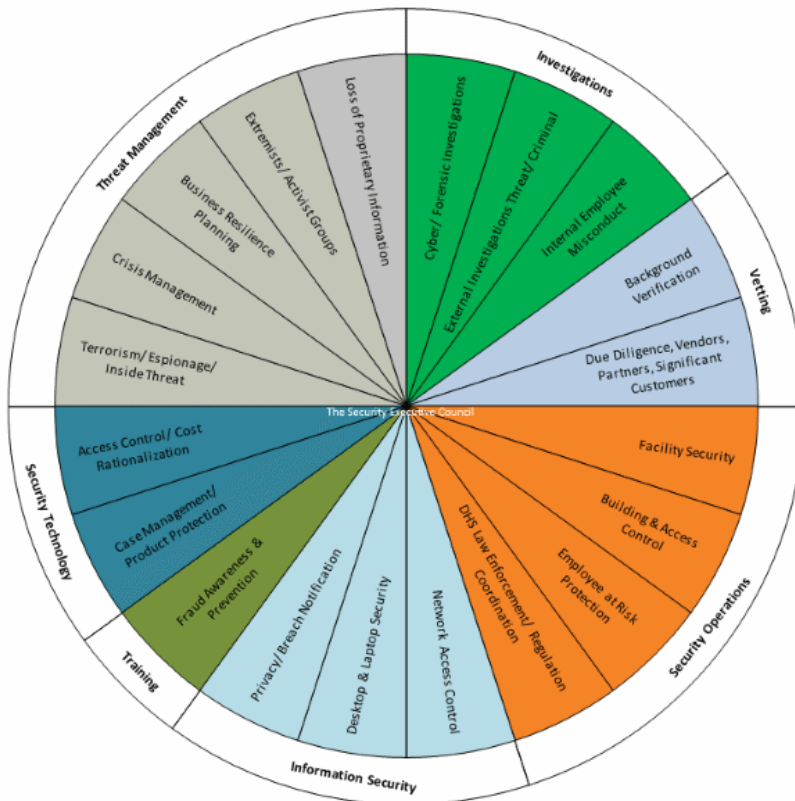 Investigations
Cyber/ Forensic Investigations
External Investigations Threat/ Criminal
Internal Employee
Misconduct
Vetting
Background
Verification
Due Diligence, Vendors,
Partners, Significant
Customers
Security Operations
Facility Security
Building & Access
Control
Employee at Risk
Protection
DHS Law Enforcement/ Regulation
Coordination
Information Security
Network Access Control
Desktop & Laptop Security
Privacy/ Breach Notification
Training
Fraud Awareness &
Prevention
Security Technology
Case Management/
Product Protection
Access Control/ Cost
Rationalization
Threat Management
Terrorism/ Espionage/
Inside Threat
Crisis Management
Business Resilience
Planning
Extremists/ Activist Groups
Loss of Proprietary Information
The Security Executive Council